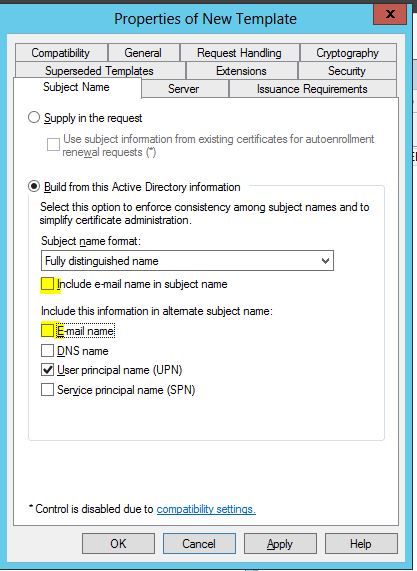 Properties of New Template
x
Compatibility General Request Handling Cryptography
Superseded Templates Extensions Security
Subject Name Server Issuance Requirements
Supply in the request
Use subject information from existing certificates for autoenrollment
renewal requests (*)
Build from this Active Directory information
Select this option to enforce consistency among subject names and to
simplify certificate administration.
Subject name format:
Fully distinguished name
Include e-mail name in subject name
Include this information in alternate subject name:
E-mail name
DNS name
User principal name (UPN)
Service principal name (SPN)
* Control is disabled due to compatibility settings.
OK Cancel Apply Help